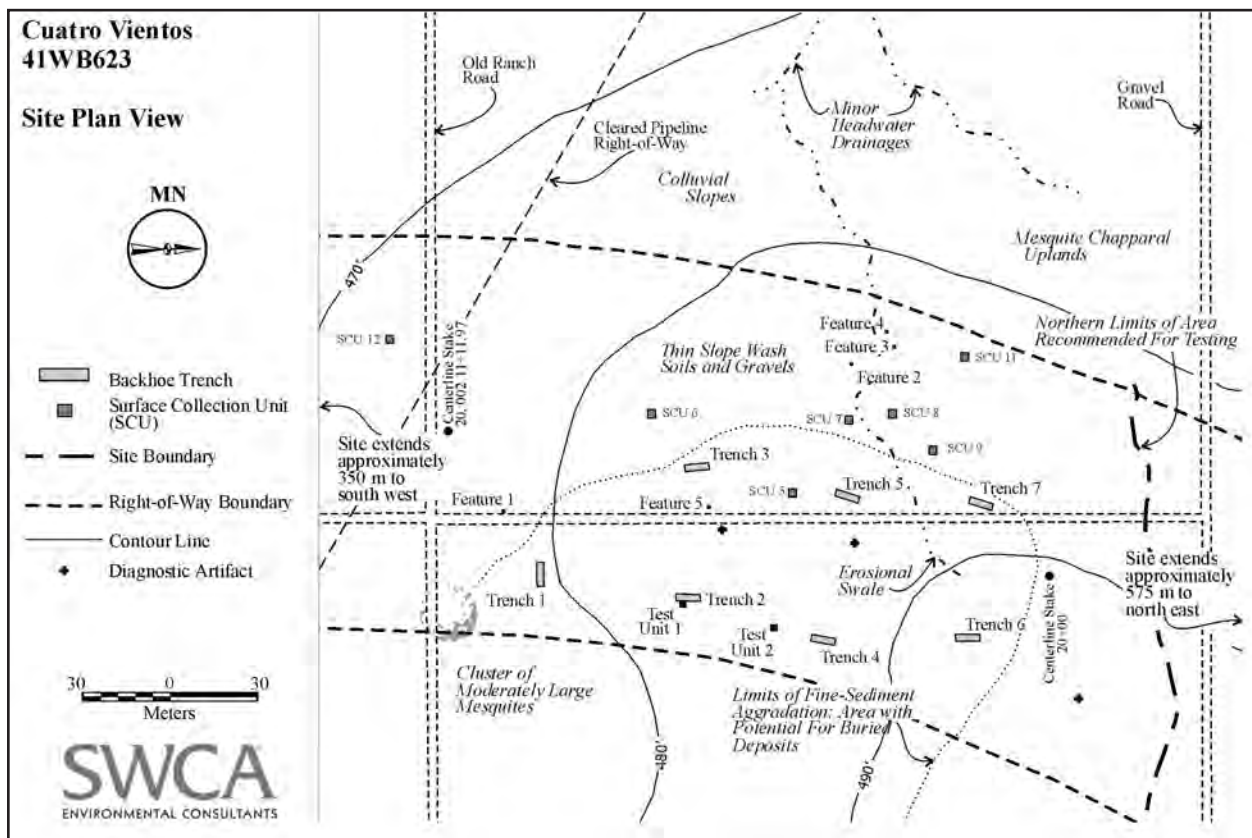 Cuatro Vientos
41WB623
Site Plan View
MN
Backhoe Trench
Surface Collection Unit
(SCU)
Site Boundary
Right-of-Way Boundary
Contour Line
Diagnostic Artifact
30 0 30
Meters
SWCA
ENVIRONMENTAL CONSULTANTS
Old Ranch
Road
Cleared Pipeline
Right-of-Way
Minor
Headwater
Drainages
Gravel
Road
Colluvial
Slopes
Mesquite Chapparal
Uplands
470'
SCU 12
Centerline Stake
20, 002 11+11.97
Feature 4
Feature 3
Feature 2
Thin Slope Wash
Soils and Gravels
SCU 11
Northern Limits of Area
Recommended For Testing
SCU 6
SCU 7
SCU 8
SCU 9
Site extends
approximately
350 m to
south west
Trench 3
SCU 5
Trench 5
Trench 7
Feature 1
Feature 5
Trench 1
Trench 2
Test
Unit 1
Test
Unit 2
Trench 4
Erosional
Swale
Trench 6
Centerline Stake
20+00
Site extends
approximately
575 m to
north east
Cluster of
Moderately Large
Mesquites
Limits of Fine-Sediment
Aggradation: Area with
Potential For Buried
Deposits
480'
490'